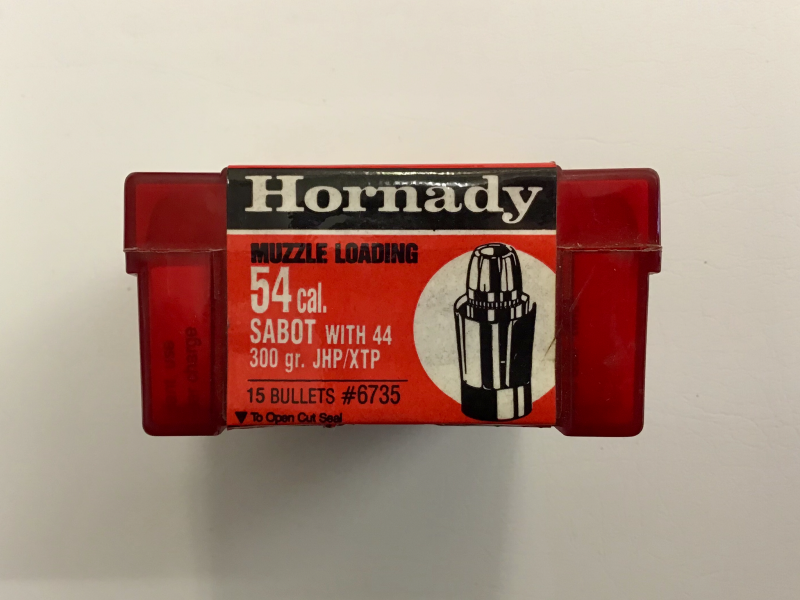 Hornady
MUZZLE LOADING
54 cal.
SABOT WITH 44
300 gr. JHP/XTP
15 BULLETS #6735
▼ To Open Cut Seal